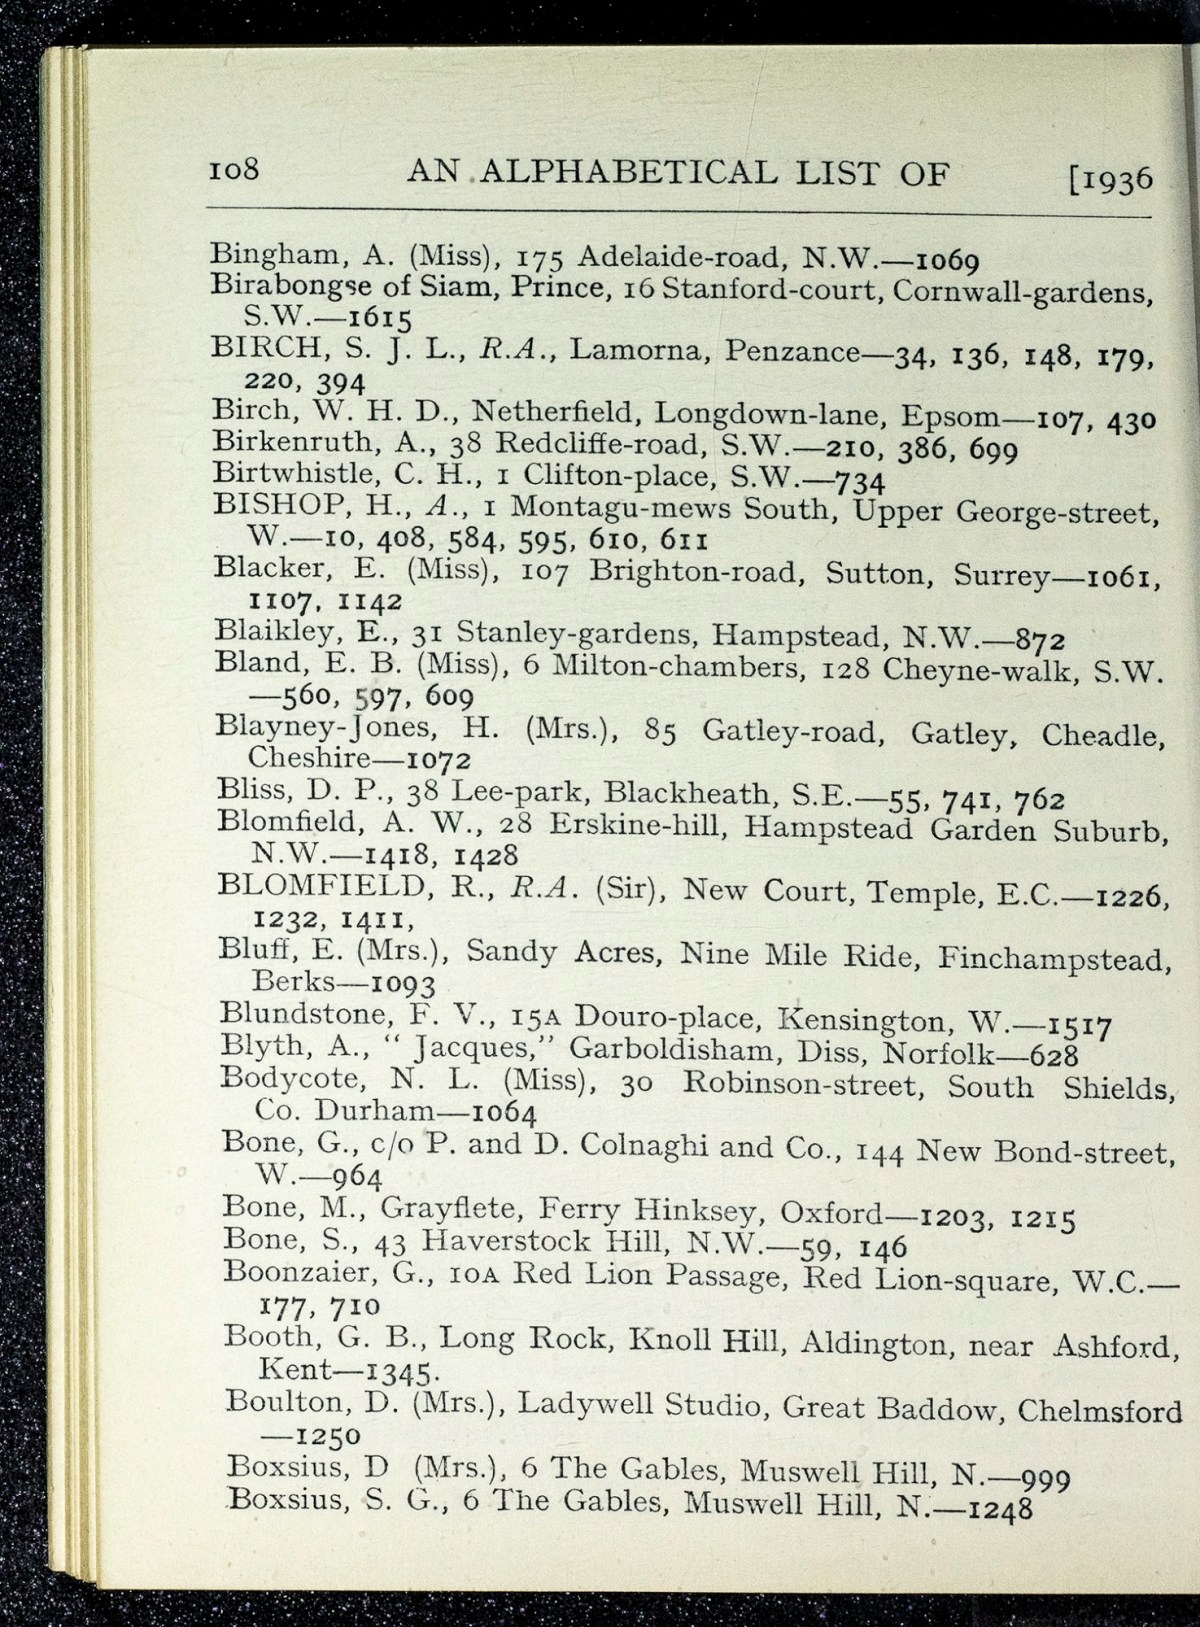 108 AN ALPHABETICAL LIST OF [1936
Bingham, A. (Miss), 175 Adelaide-road, N.W.—1069
Birabongse of Siam, Prince, 16 Stanford-court, Cornwall-gardens,
S.W.—1615
BIRCH, S. J. L., R.A., Lamorna, Penzance—34, 136, 148, 179,
220, 394
Birch, W. H. D., Netherfield, Longdown-lane, Epsom—107, 430
Birkenruth, A., 38 Redcliffe-road, S.W.—210, 386, 699
Birtwhistle, C. H., 1 Clifton-place, S.W.—734
BISHOP, H., A., 1 Montagu-mews South, Upper George-street,
W.—10, 408, 584, 595, 610, 611
Blacker, E. (Miss), 107 Brighton-road, Sutton, Surrey—1061,
1107, 1142
Blaikley, E., 31 Stanley-gardens, Hampstead, N.W.—872
Bland, E. B. (Miss), 6 Milton-chambers, 128 Cheyne-walk, S.W.
—560, 597, 609
Blayney-Jones, H. (Mrs.), 85 Gatley-road, Gatley, Cheadle,
Cheshire—1072
Bliss, D. P., 38 Lee-park, Blackheath, S.E.—55, 741, 762
Blomfield, A. W., 28 Erskine-hill, Hampstead Garden Suburb,
N.W.—1418, 1428
BLOMFIELD, R., R.A. (Sir), New Court, Temple, E.C.—1226,
1232, 1411,
Bluff, E. (Mrs.), Sandy Acres, Nine Mile Ride, Finchampstead,
Berks—1093
Blundstone, F. V., 15A Douro-place, Kensington, W.—1517
Blyth, A., “ Jacques,” Garboldisham, Diss, Norfolk—628
Bodycote, N. L. (Miss), 30 Robinson-street, South Shields,
Co. Durham—1064
Bone, G., c/o P. and D. Colnaghi and Co., 144 New Bond-street,
W.—964
Bone, M., Grayflete, Ferry Hinksey, Oxford—1203, 1215
Bone, S., 43 Haverstock Hill, N.W.—59, 146
Boonzaier, G., 10A Red Lion Passage, Red Lion-square, W.C.—
177, 710
Booth, G. B., Long Rock, Knoll Hill, Aldington, near Ashford,
Kent—1345.
Boulton, D. (Mrs.), Ladywell Studio, Great Baddow, Chelmsford
—1250
Boxsius, D (Mrs.), 6 The Gables, Muswell Hill, N.—999
Boxsius, S. G., 6 The Gables, Muswell Hill, N.—1248